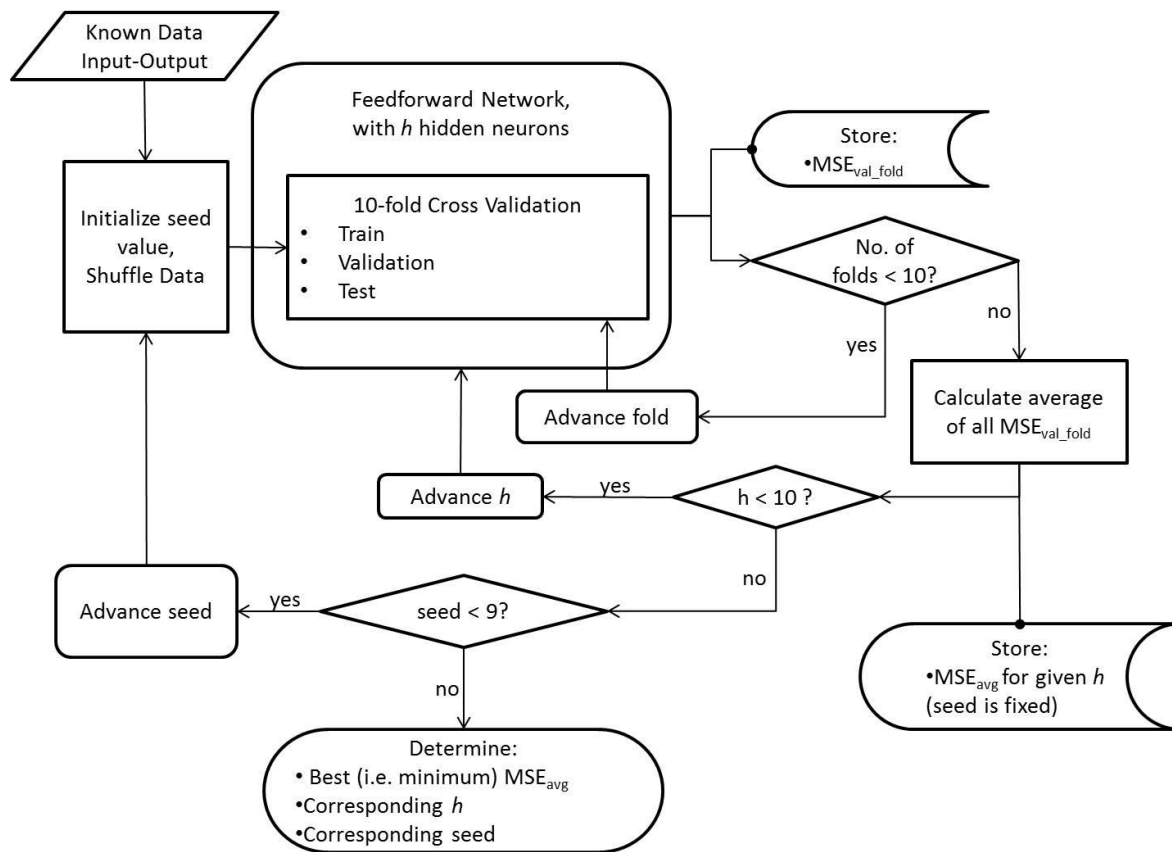 Known Data
Input-Output
Feedforward Network,
with h hidden neurons
Store:
•MSEval_fold
Initialize seed
value,
Shuffle Data
10-fold Cross Validation
• Train
• Validation
• Test
No. of
folds < 10?
no
yes
Advance fold
Calculate average
of all MSEval_fold
Advance h
yes
h < 10 ?
no
Advance seed
yes
seed < 9?
no
Store:
•MSEavg for given h
(seed is fixed)
Determine:
• Best (i.e. minimum) MSEavg
•Corresponding h
•Corresponding seed